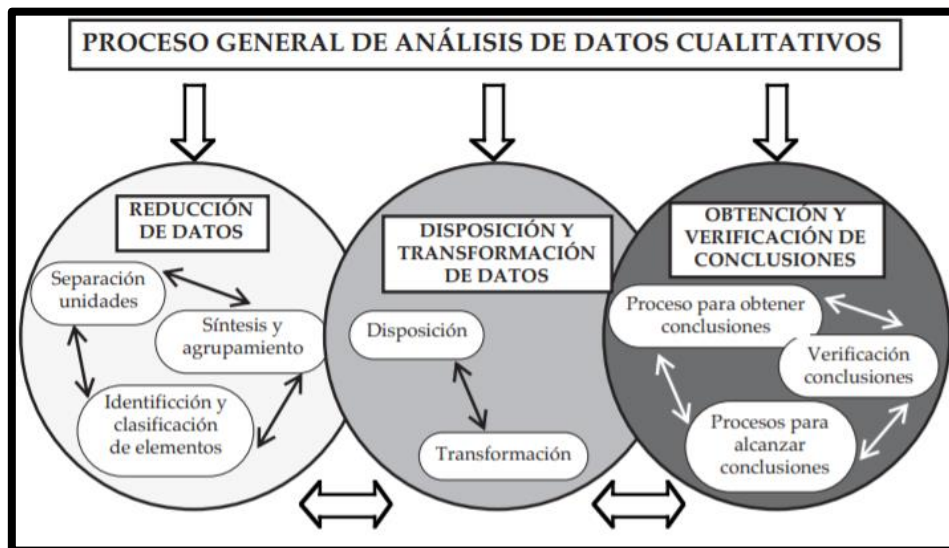 PROCESO GENERAL DE ANÁLISIS DE DATOS CUALITATIVOS
REDUCCIÓN
DE DATOS
Separación
unidades
Síntesis y
agrupamiento
Identificción y
clasificación
de elementos
DISPOSICIÓN Y
TRANSFORMACIÓN
DE DATOS
Disposición
Transformación
OBTENCIÓN Y
VERIFICACIÓN DE
CONCLUSIONES
Proceso para obtener
conclusiones
Verificación
conclusiones
Procesos para
alcanzar
conclusiones